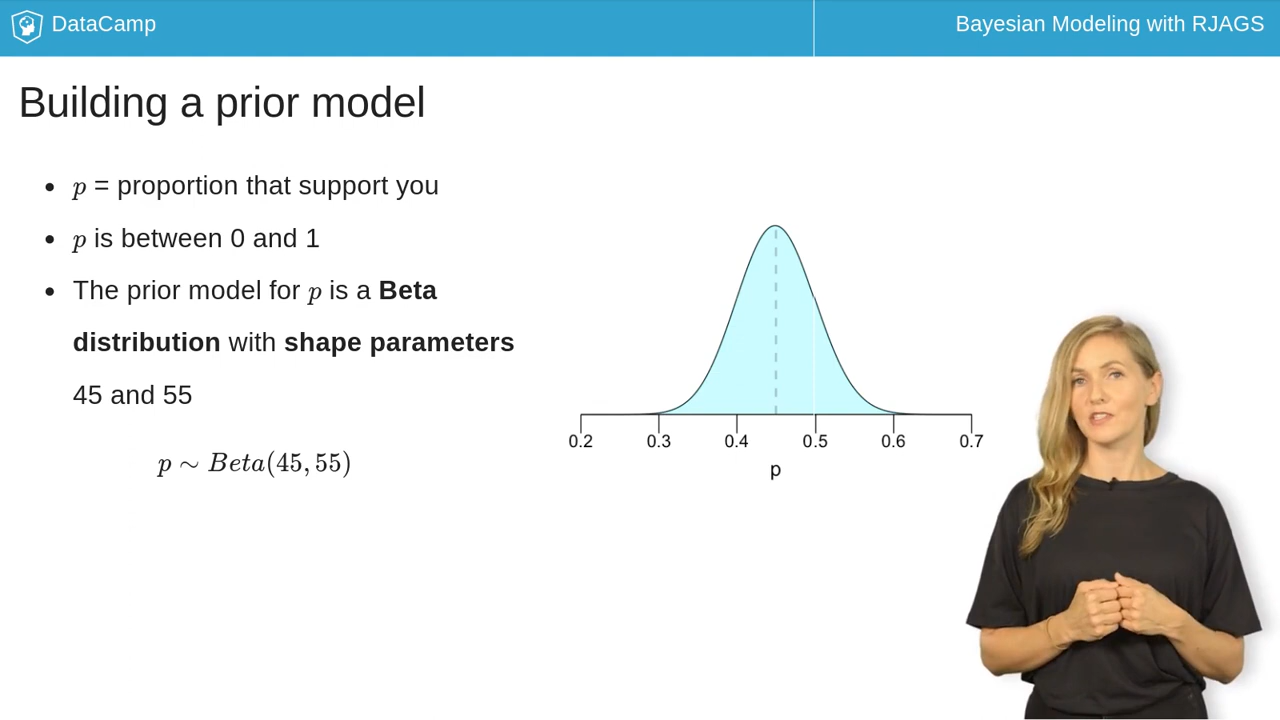 DataCamp
Bayesian Modeling with RJAGS
Building a prior model
• p = proportion that support you
• p is between 0 and 1
• The prior model for p is a Beta
distribution with shape parameters
45 and 55
p ∼ Beta(45, 55)
0.2 0.3 0.4 0.5 0.6 0.7
p